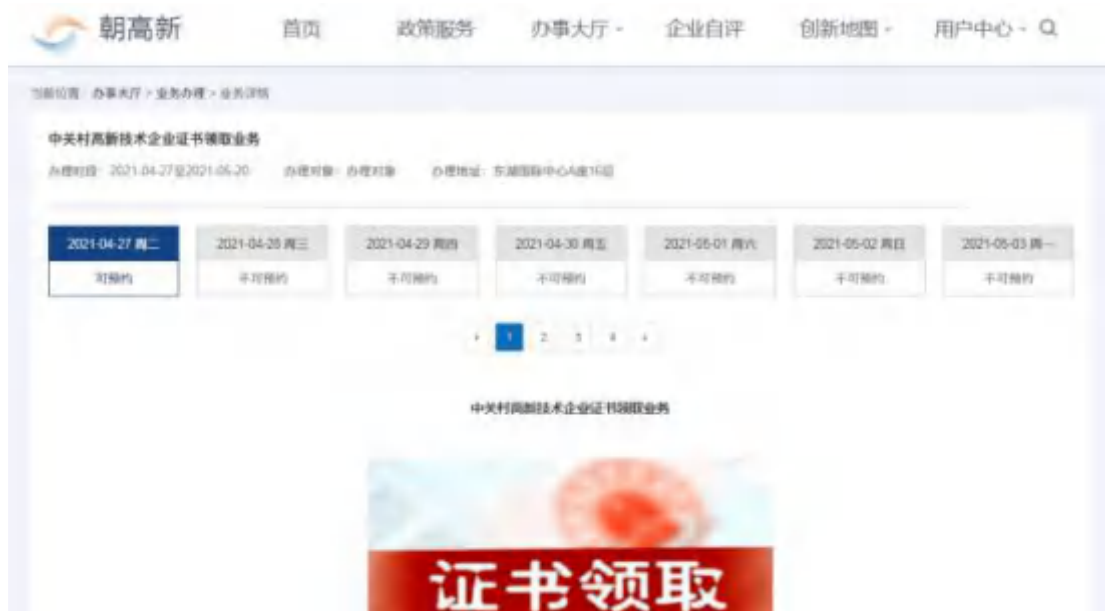 朝高新 首页 政策服务 办事大厅 企业自评 创新地图 用户中心
当前位置 办事大厅 > 业务办理 > 业务详情
中关村高新技术企业证书领取业务
办理时段: 2021-04-27至2021-05-20 办理对象: 办理对象 办理地址: 东湖国际中心A座16层
2021-04-27 周二 2021-04-28 周三 2021-04-29 周四 2021-04-30 周五 2021-05-01 周六 2021-05-02 周日 2021-05-03 周一
可预约 不可预约 不可预约 不可预约 不可预约 不可预约 不可预约
1 2 3 4
中关村高新技术企业证书领取业务
证书领取